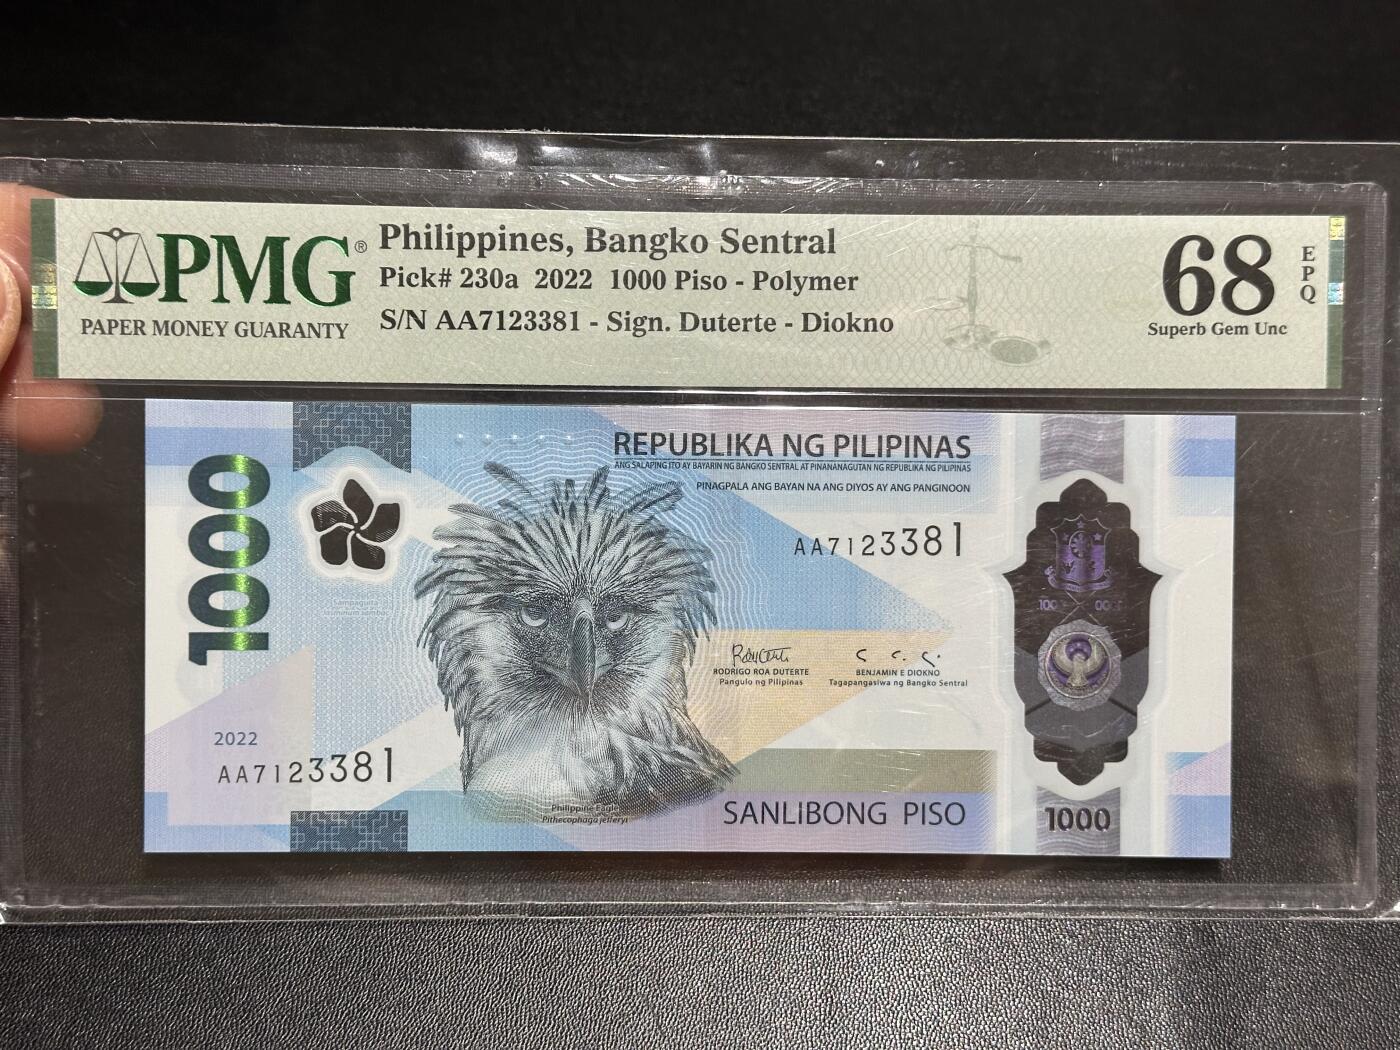 PMG®
PAPER MONEY GUARANTY
Philippines, Bangko Sentral
Pick# 230a 2022 1000 Piso - Polymer
S/N AA7123381 - Sign. Duterte - Diokno
68
EPQ
Superb Gem Unc
1000
REPUBLIKA NG PILIPINAS
ANG SALAPING ITO AY BAYARIN NG BANGKO SENTRAL AT PINANANAGUTAN NG REPUBLIKA NG PILIPINAS
PINAGPALA ANG BAYAN NA ANG DIYOS AY ANG PANGINOON
AA7123381
Sampaguita
RODRIGO ROA DUTERTE
Pangulo ng Pilipinas
BENJAMIN E DIOKNO
Tagapangasiwa ng Bangko Sentral
2022
AA7123381
Philippine Eagle
Pithecophaga jefferyi
SANLIBONG PISO
1000